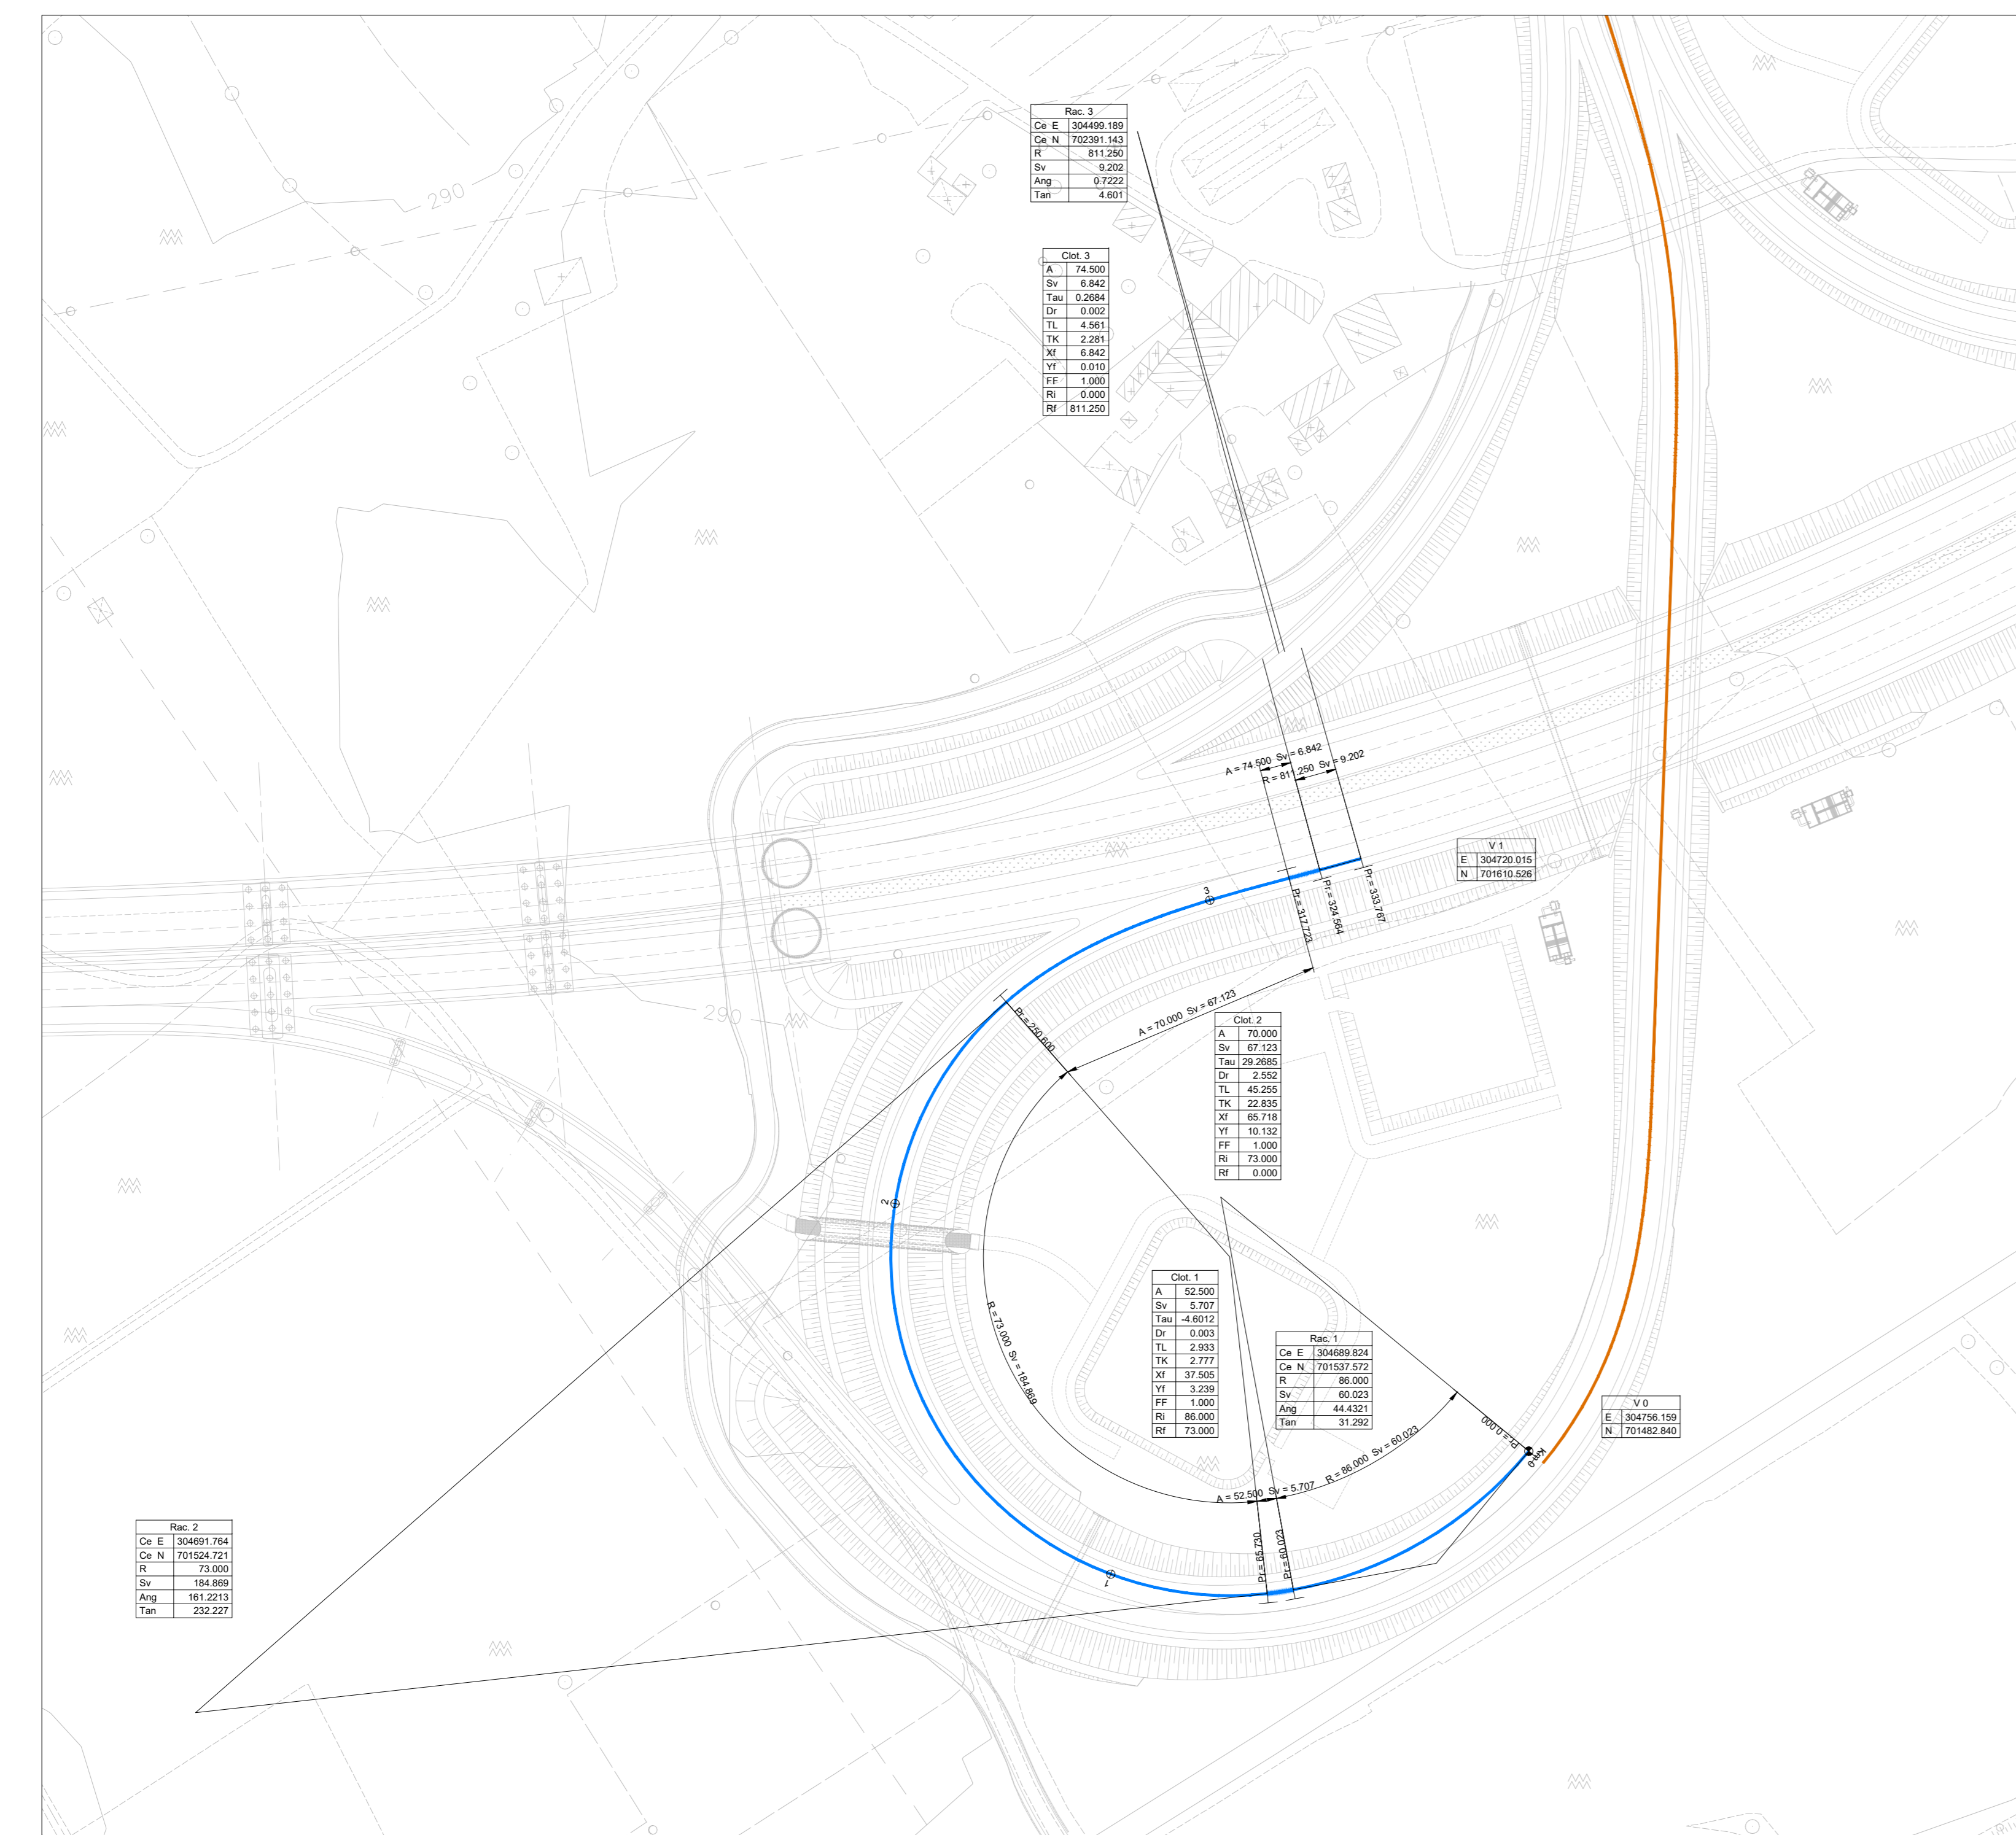 Rac. 3
Ce E 304499.189
Ce N 702391.143
R 811.250
Sv 9.202
Ang 0.7222
Tan 4.601
290
Clot. 3
A 74.500
Sv 6.842
Tau 0.2684
Dr 0.002
TL 4.561
TK 2.281
Xf 6.842
Yf 0.010
FF 1.000
Ri 0.000
Rf 811.250
A = 74.500 Sv = 6.842
R = 811.250 Sv = 9.202
V 1
E 304720.015
N 701610.526
3
Pr.= 317.723
Pr.= 324.564
Pr.= 333.767
290
Pr.= 250.600
A = 70.000 Sv = 67.123
Clot. 2
A 70.000
Sv 67.123
Tau 29.2685
Dr 2.552
TL 45.255
TK 22.835
Xf 65.718
Yf 10.132
FF 1.000
Ri 73.000
Rf 0.000
2
R = 73.000 Sv = 184.869
Clot. 1
A 52.500
Sv 5.707
Tau -4.6012
Dr 0.003
TL 2.933
TK 2.777
Xf 37.505
Yf 3.239
FF 1.000
Ri 86.000
Rf 73.000
Rac. 1
Ce E 304689.824
Ce N 701537.572
R 86.000
Sv 60.023
Ang 44.4321
Tan 31.292
V 0
E 304756.159
N 701482.840
Pr.= 0.000
Km 0
R = 86.000 Sv = 60.023
A = 52.500 Sv = 5.707
Pr.= 65.730
Pr.= 60.023
1
Rac. 2
Ce E 304691.764
Ce N 701524.721
R 73.000
Sv 184.869
Ang 161.2213
Tan 232.227